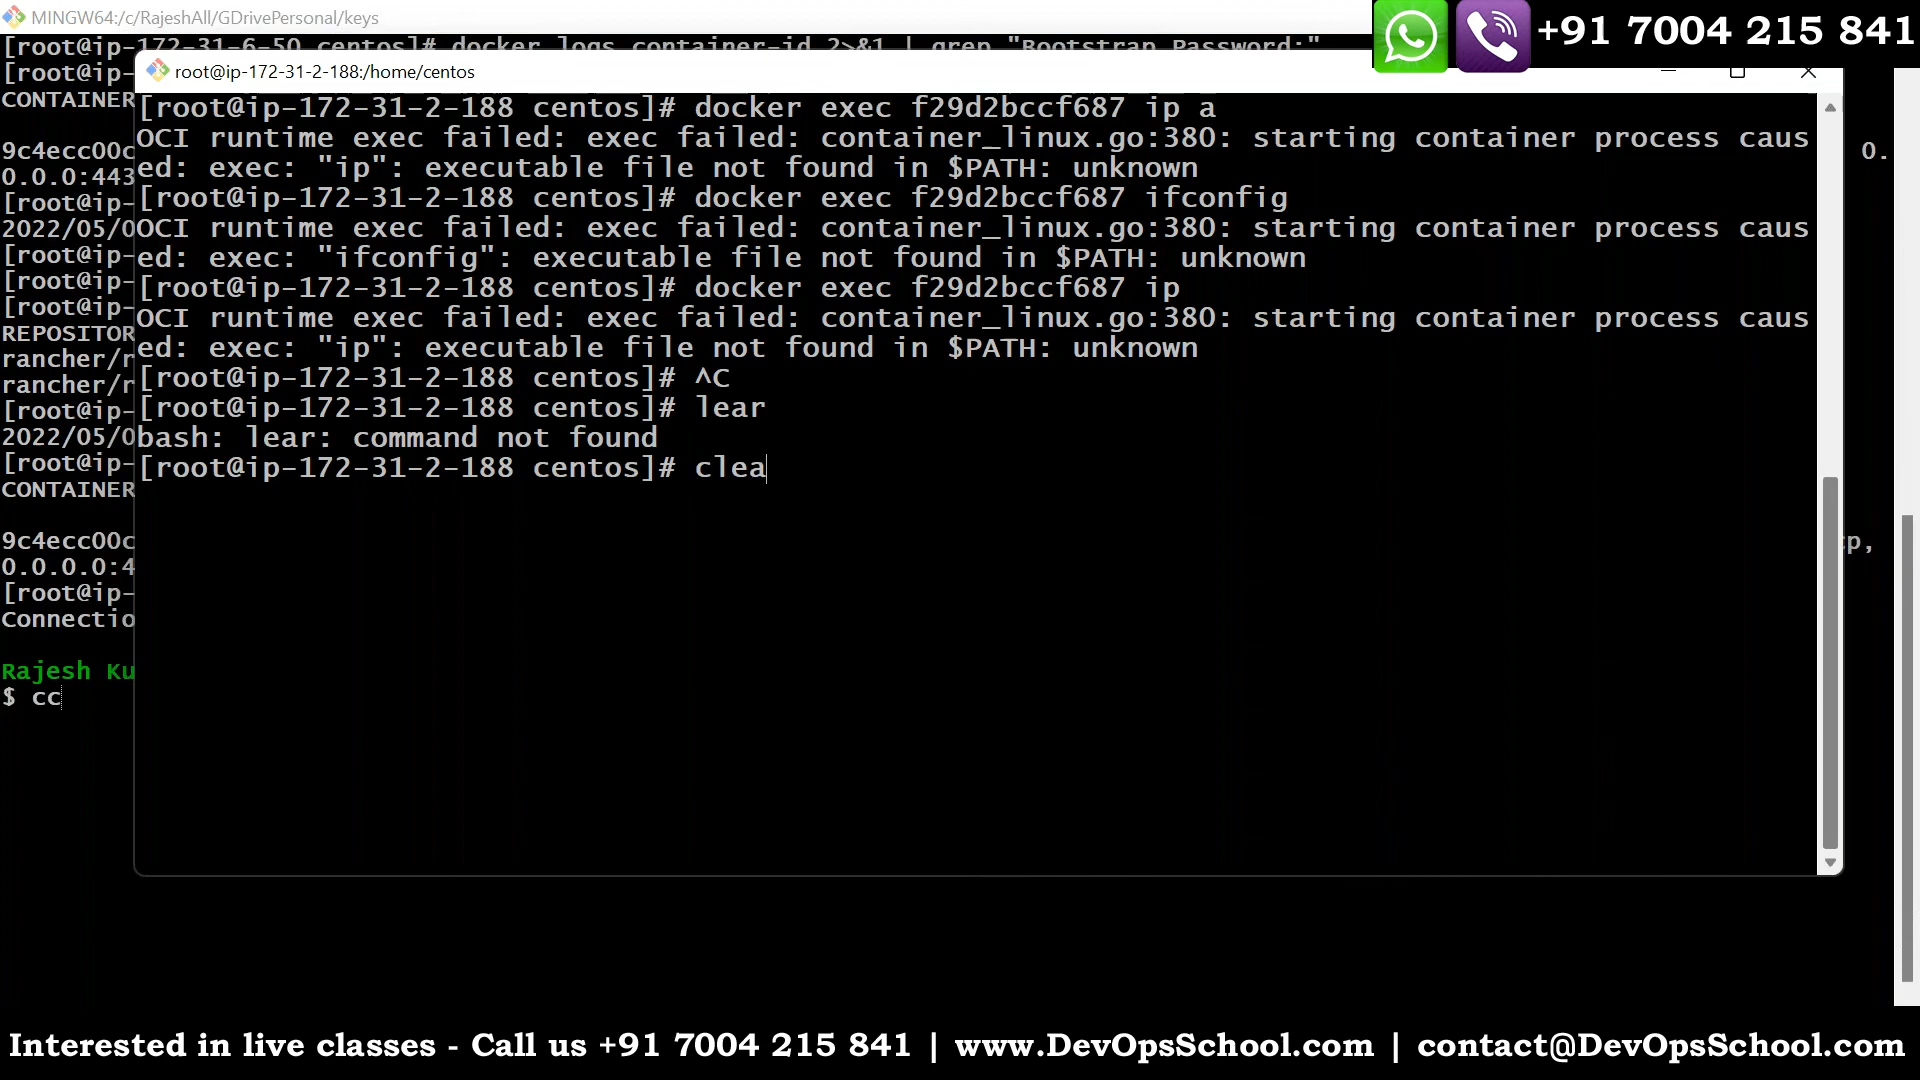 MINGW64:/c/RajeshAll/GDrivePersonal/keys
+91 7004 215 841
[root@ip-172-31-6-50 centos]# docker logs container-id 2>&1 | grep "Bootstrap Password:"
[root@ip-
CONTAINER
9c4ecc00c
0.
0.0.0:443
[root@ip-
2022/05/0
[root@ip-
[root@ip-
[root@ip-
REPOSITOR
rancher/r
rancher/r
[root@ip-
2022/05/0
[root@ip-
CONTAINER
9c4ecc00c
cp,
0.0.0.0:4
[root@ip-
Connectio
Rajesh Ku
$ cc
root@ip-172-31-2-188:/home/centos
[root@ip-172-31-2-188 centos]# docker exec f29d2bccf687 ip a
OCI runtime exec failed: exec failed: container_linux.go:380: starting container process caus
ed: exec: "ip": executable file not found in $PATH: unknown
[root@ip-172-31-2-188 centos]# docker exec f29d2bccf687 ifconfig
OCI runtime exec failed: exec failed: container_linux.go:380: starting container process caus
ed: exec: "ifconfig": executable file not found in $PATH: unknown
[root@ip-172-31-2-188 centos]# docker exec f29d2bccf687 ip
OCI runtime exec failed: exec failed: container_linux.go:380: starting container process caus
ed: exec: "ip": executable file not found in $PATH: unknown
[root@ip-172-31-2-188 centos]# ^C
[root@ip-172-31-2-188 centos]# lear
bash: lear: command not found
[root@ip-172-31-2-188 centos]# clea
Interested in live classes - Call us +91 7004 215 841 | www.DevOpsSchool.com | contact@DevOpsSchool.com